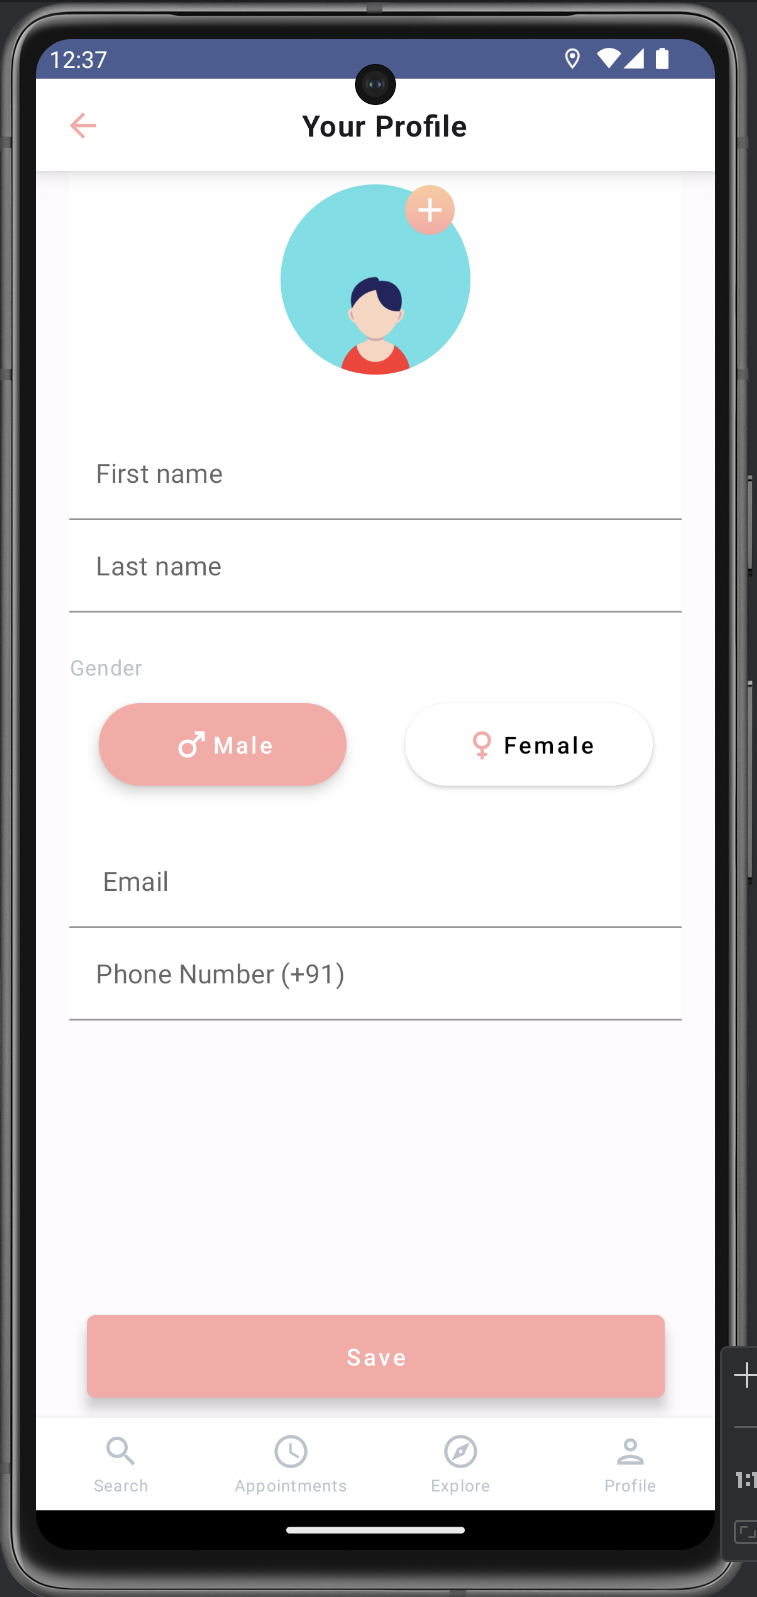 12:37
Your Profile
First name
Last name
Gender
Male
Female
Email
Phone Number (+91)
Save
Search
Appointments
Explore
Profile
1:1